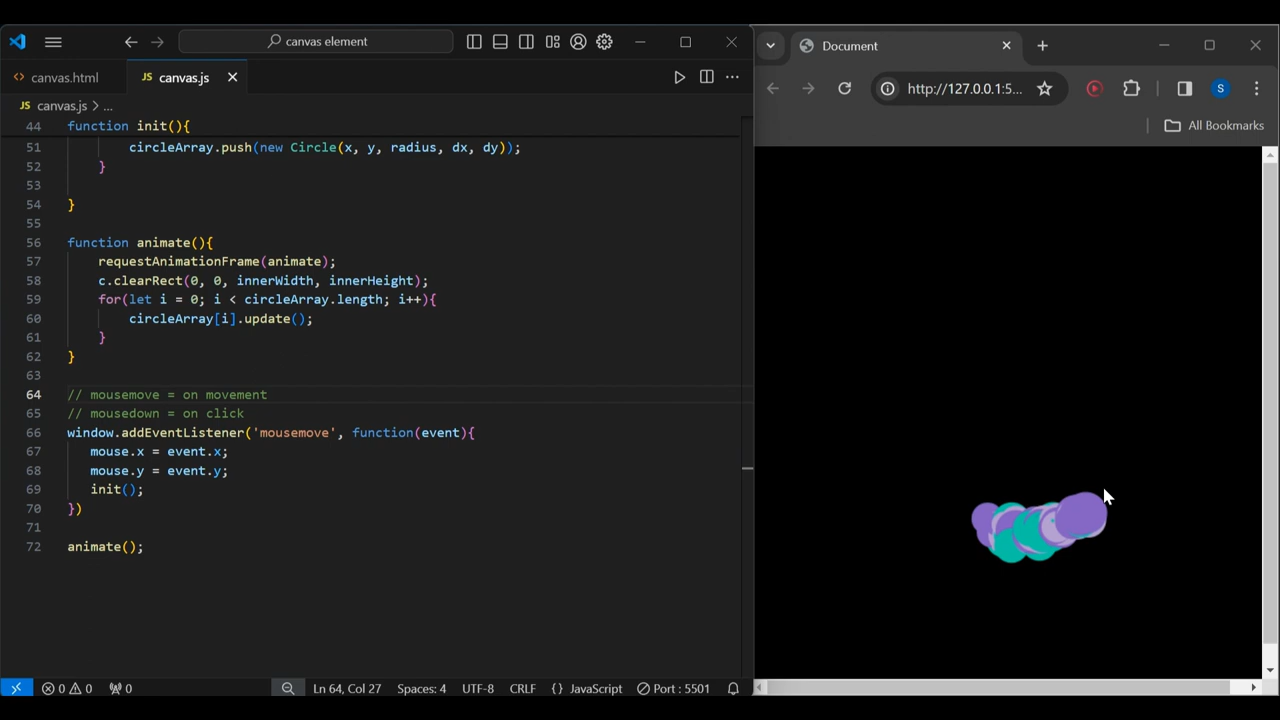 canvas element
canvas.html
canvas.js
canvas.js > ...
44 function init(){
51 circleArray.push(new Circle(x, y, radius, dx, dy));
52 }
53
54 }
55
56 function animate(){
57 requestAnimationFrame(animate);
58 c.clearRect(0, 0, innerWidth, innerHeight);
59 for(let i = 0; i < circleArray.length; i++){
60 circleArray[i].update();
61 }
62 }
63
64 // mousemove = on movement
65 // mousedown = on click
66 window.addEventListener('mousemove', function(event){
67 mouse.x = event.x;
68 mouse.y = event.y;
69 init();
70 })
71
72 animate();
0 0 0 Ln 64, Col 27 Spaces: 4 UTF-8 CRLF {} JavaScript Port : 5501
Document
http://127.0.0.1:5...
S
All Bookmarks